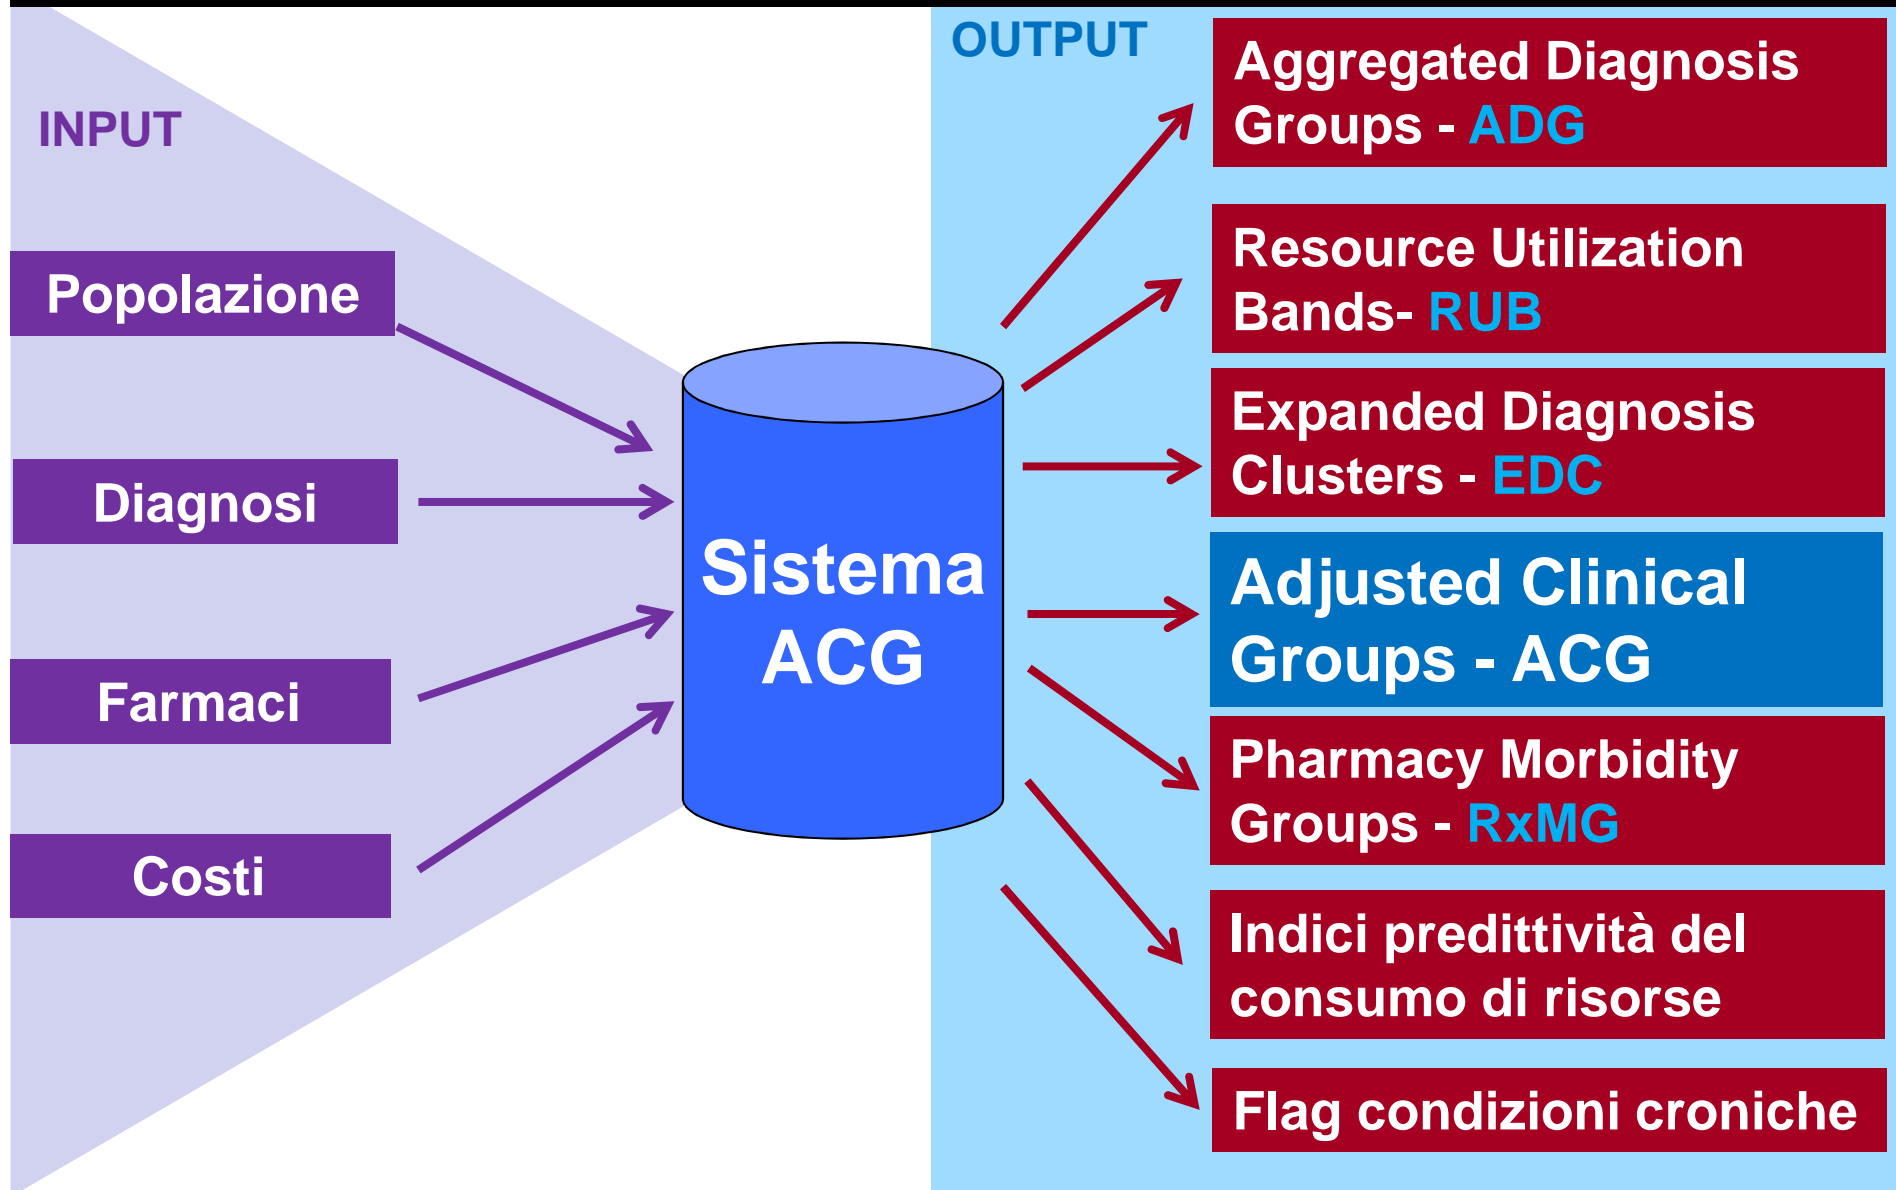 INPUT
Popolazione
Diagnosi
Farmaci
Costi
Sistema
ACG
OUTPUT
Aggregated Diagnosis
Groups - ADG
Resource Utilization
Bands- RUB
Expanded Diagnosis
Clusters - EDC
Adjusted Clinical
Groups - ACG
Pharmacy Morbidity
Groups - RxMG
Indici predittività del
consumo di risorse
Flag condizioni croniche